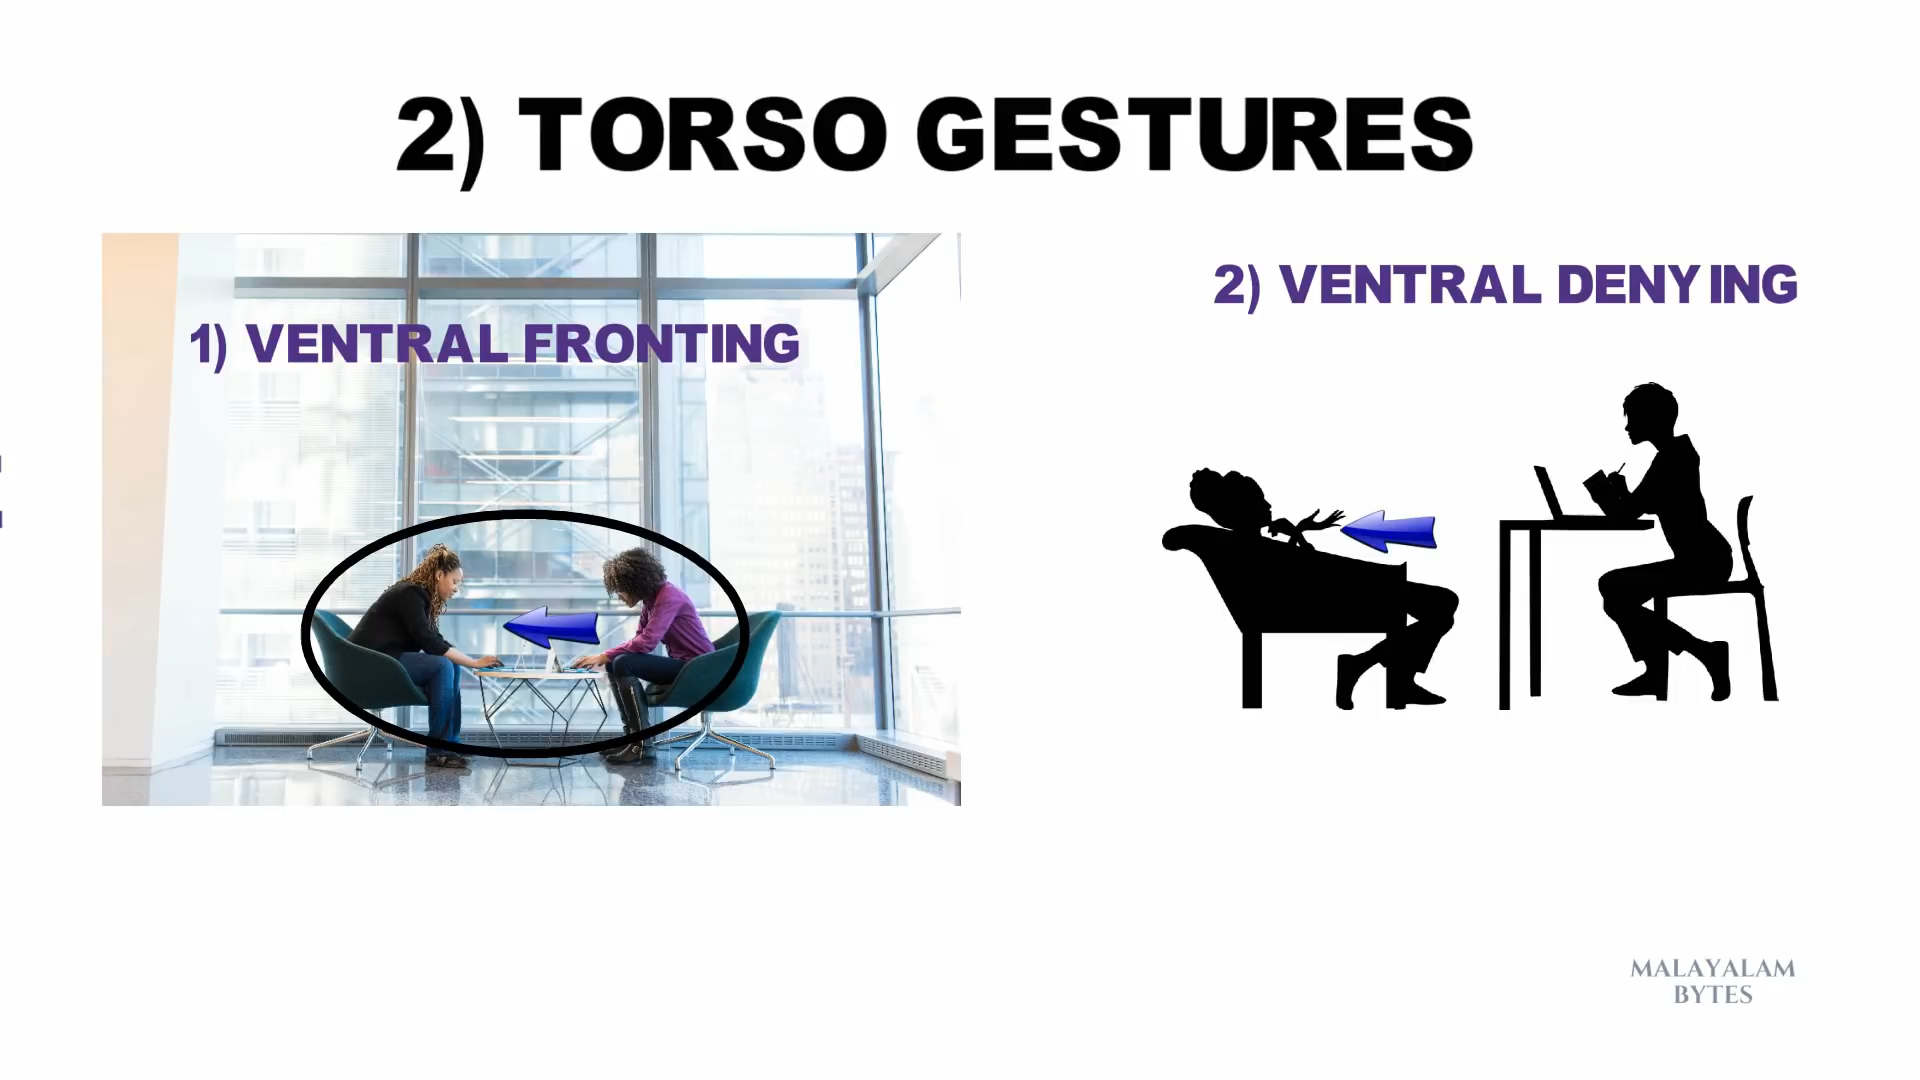 2) TORSO GESTURES
1) VENTRAL FRONTING
2) VENTRAL DENYING
MALAYALAM
BYTES